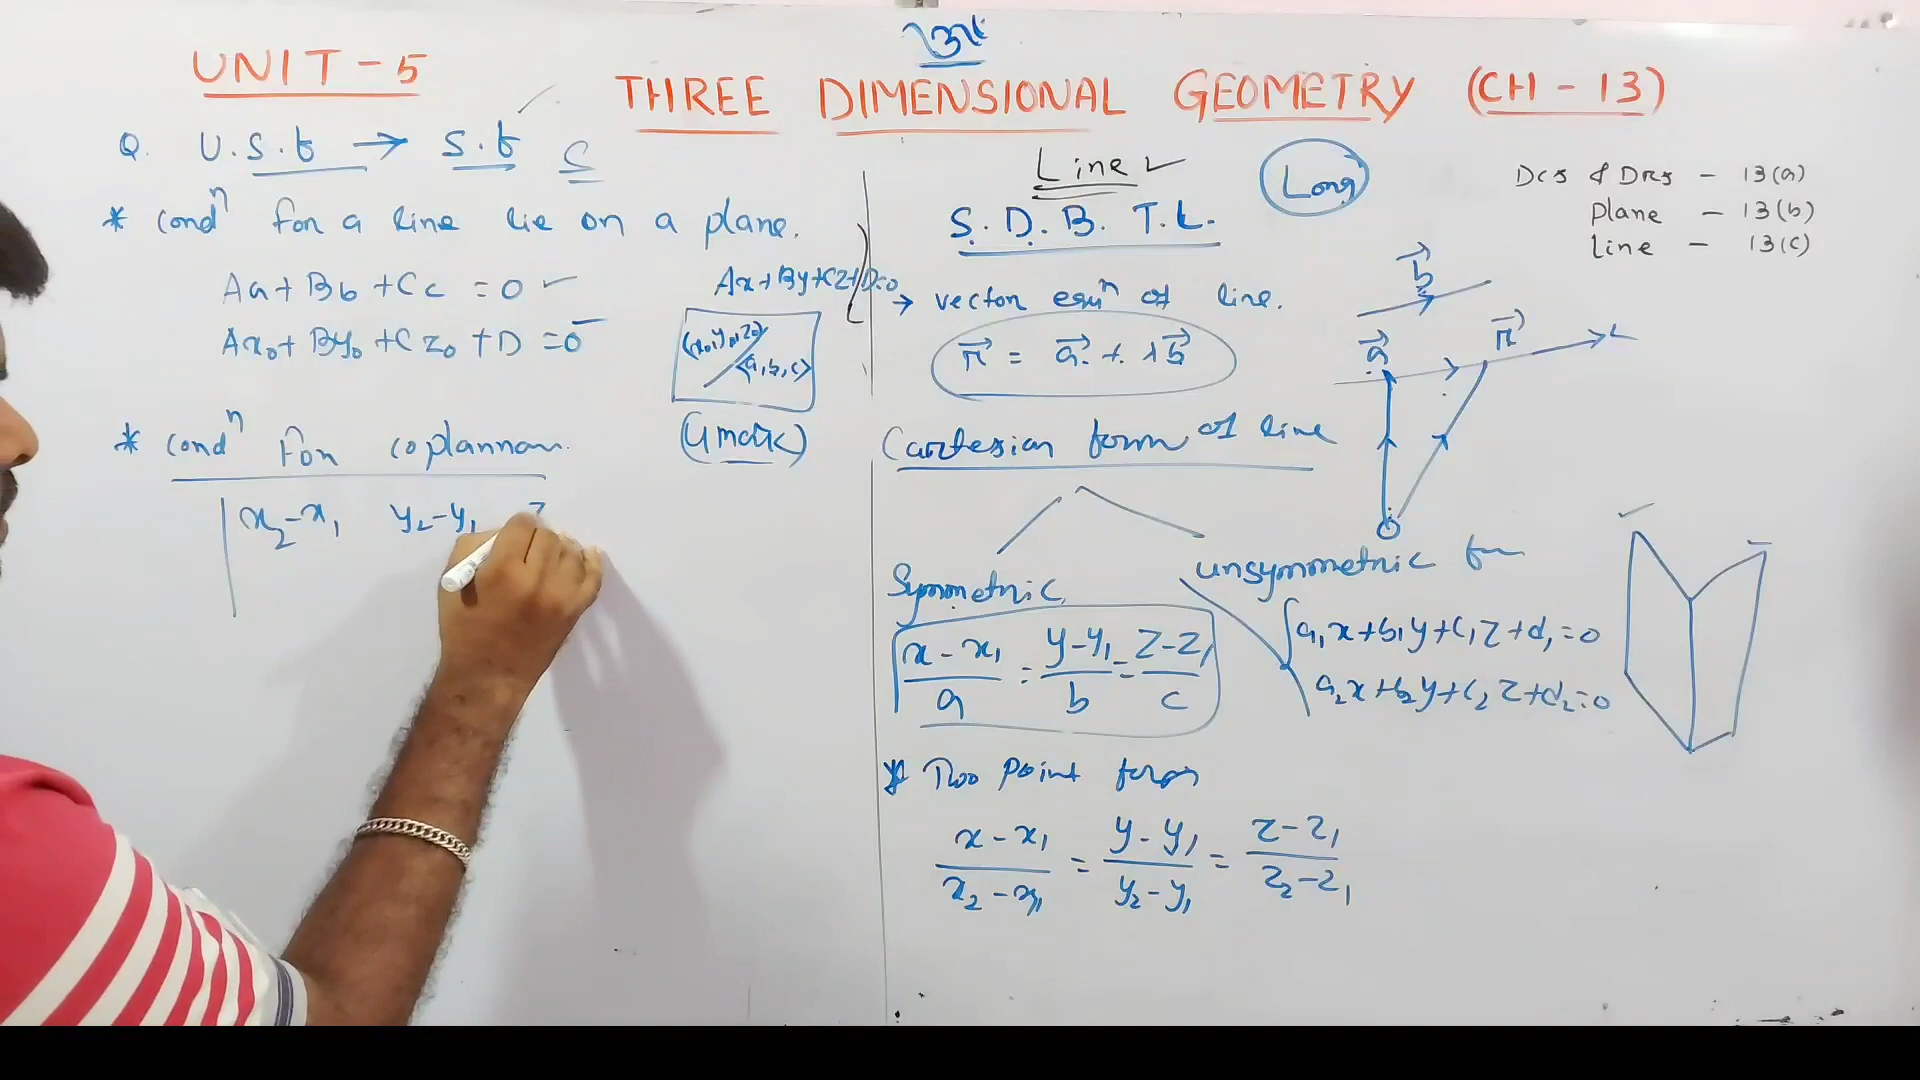 UNIT - 5
THREE DIMENSIONAL GEOMETRY (CH - 13)
Q. U.S.f → S.f
* condⁿ for a line lie on a plane.
Aa + Bb + Cc = 0
Ax₀ + By₀ + Cz₀ + D = 0
Ax + By + Cz + D = 0
(x₀, y₀, z₀)
<a, b, c>
(4 mark)
* condⁿ for coplannar.
x₂-x₁ y₂-y₁
Line ✓
S. D. B. T. L.
Long
→ vector equⁿ of line.
r⃗ = a⃗ + λb⃗
Cartesian form of line
Symmetric
x-x₁/a = y-y₁/b = z-z₁/c
unsymmetric
a₁x+b₁y+c₁z+d₁=0
a₂x+b₂y+c₂z+d₂=0
* Two point form
x-x₁/x₂-x₁ = y-y₁/y₂-y₁ = z-z₁/z₂-z₁
Dcs & DRs - 13(a)
plane - 13(b)
line - 13(c)
b⃗
a⃗
r⃗
L